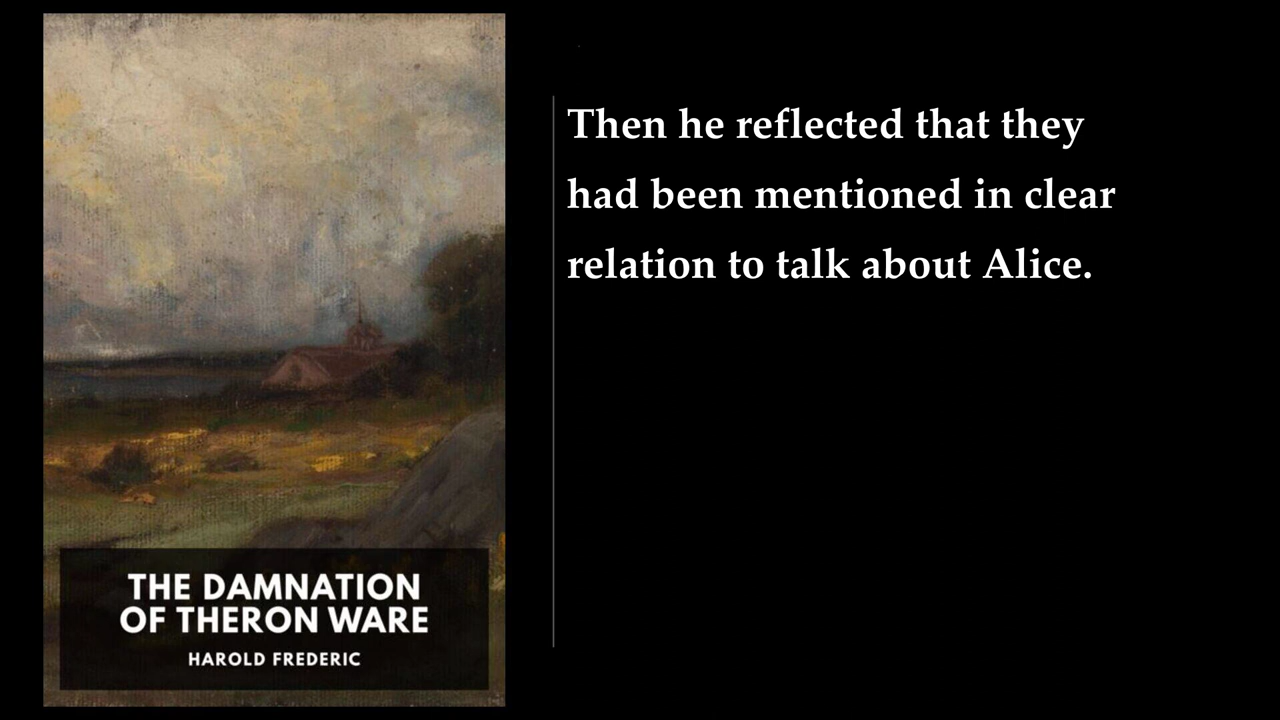 THE DAMNATION
OF THERON WARE
HAROLD FREDERIC
Then he reflected that they
had been mentioned in clear
relation to talk about Alice.